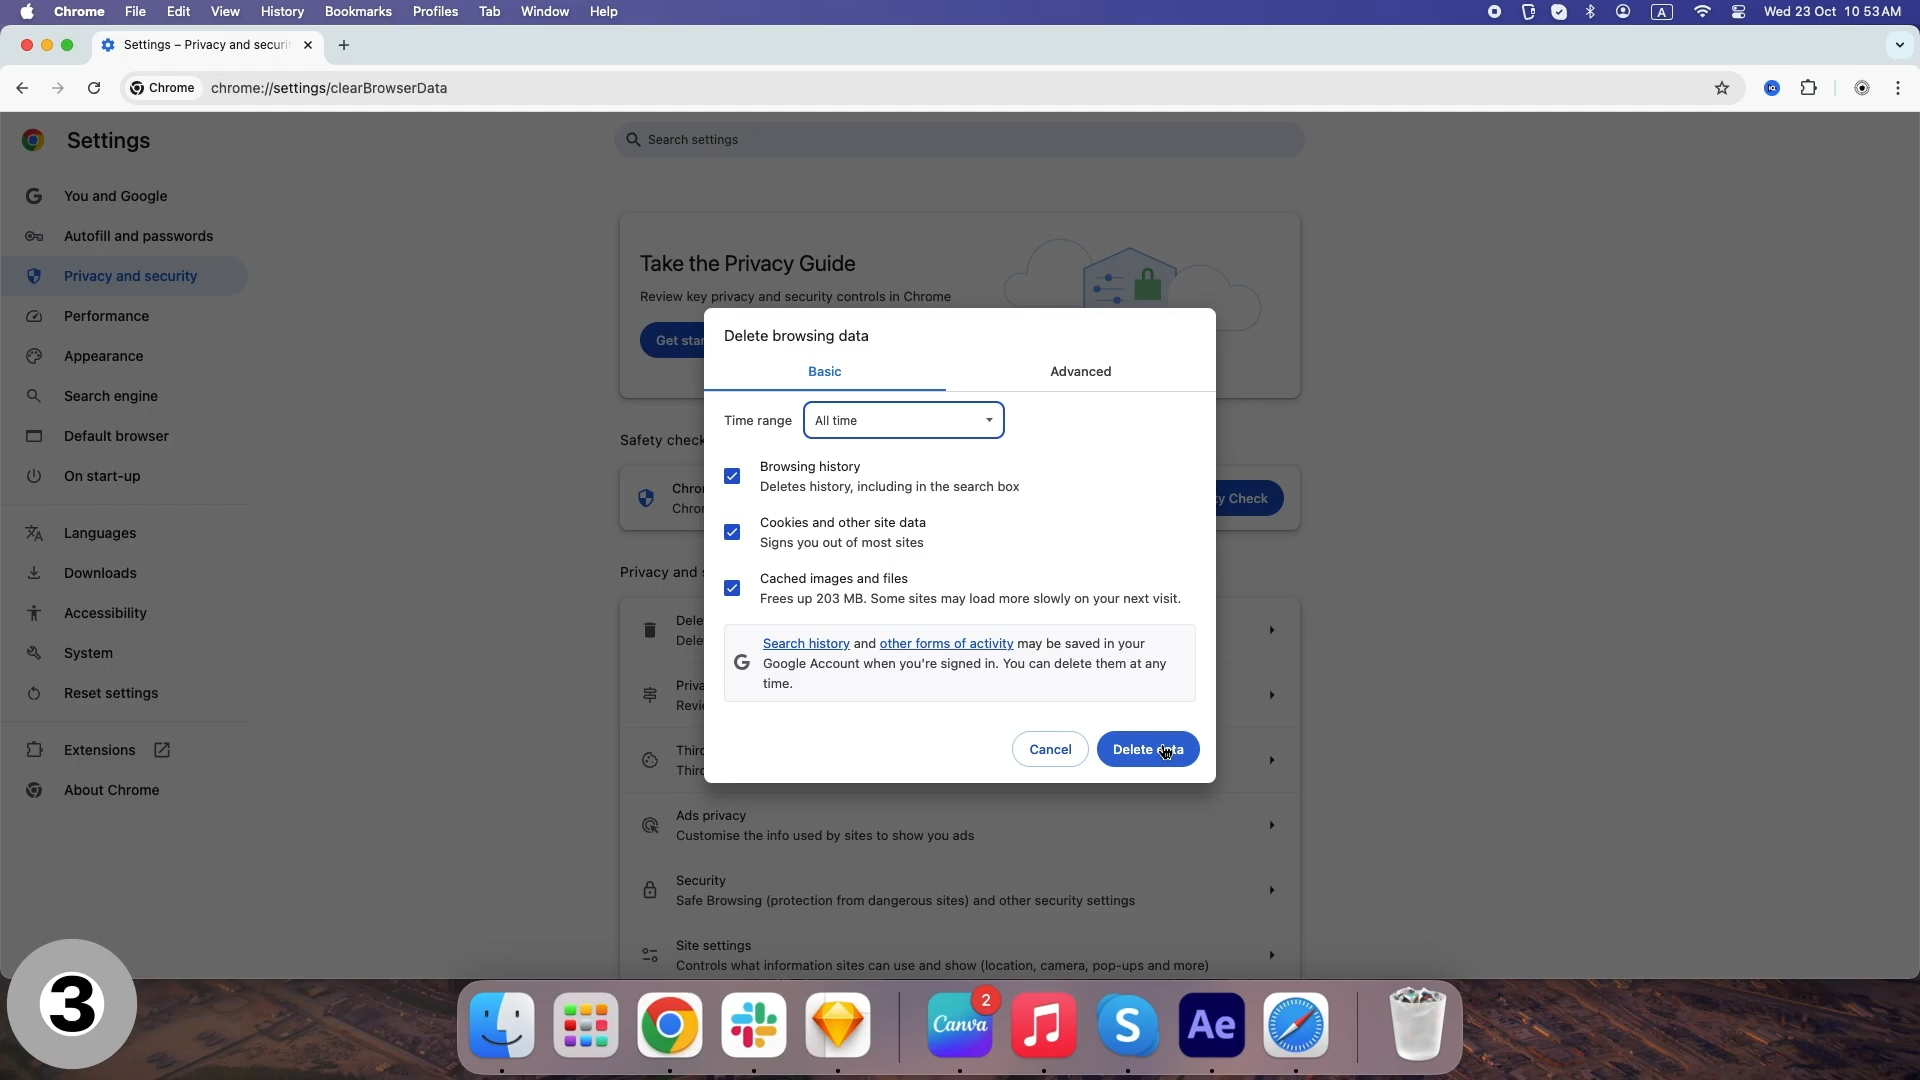 Chrome File Edit View History Bookmarks Profiles Tab Window Help
A Wed 23 Oct 10 53 AM
Settings – Privacy and securi
Chrome chrome://settings/clearBrowserData
Settings
Search settings
You and Google
Autofill and passwords
Privacy and security
Performance
Appearance
Search engine
Default browser
On start-up
Languages
Downloads
Accessibility
System
Reset settings
Extensions
About Chrome
Take the Privacy Guide
Review key privacy and security controls in Chrome
Get star
Safety check
Chro
Chro
y Check
Privacy and s
Delete browsing data
Basic Advanced
Time range All time
Browsing history
Deletes history, including in the search box
Cookies and other site data
Signs you out of most sites
Cached images and files
Frees up 203 MB. Some sites may load more slowly on your next visit.
Search history and other forms of activity may be saved in your
Google Account when you're signed in. You can delete them at any
time.
Cancel Delete data
Dele
Dele
Priva
Revie
Third
Third
Ads privacy
Customise the info used by sites to show you ads
Security
Safe Browsing (protection from dangerous sites) and other security settings
Site settings
Controls what information sites can use and show (location, camera, pop-ups and more)
3
Canva
2
S
Ae